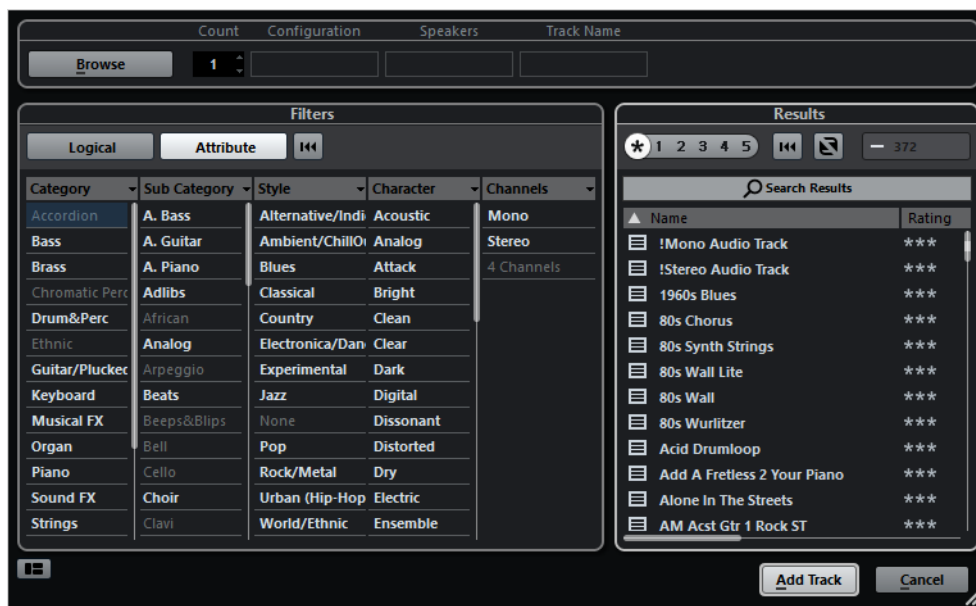 Count Configuration Speakers Track Name
Browse 1
Filters
Logical Attribute
Category Sub Category Style Character Channels
Accordion A. Bass Alternative/Indi Acoustic Mono
Bass A. Guitar Ambient/ChillOu Analog Stereo
Brass A. Piano Blues Attack 4 Channels
Chromatic Perc Adlibs Classical Bright
Drum&Perc African Country Clean
Ethnic Analog Electronica/Dan Clear
Guitar/Plucked Arpeggio Experimental Dark
Keyboard Beats Jazz Digital
Musical FX Beeps&Blips None Dissonant
Organ Bell Pop Distorted
Piano Cello Rock/Metal Dry
Sound FX Choir Urban (Hip-Hop Electric
Strings Clavi World/Ethnic Ensemble
Results
* 1 2 3 4 5 372
Search Results
Name Rating
!Mono Audio Track ***
!Stereo Audio Track ***
1960s Blues ***
80s Chorus ***
80s Synth Strings ***
80s Wall Lite ***
80s Wall ***
80s Wurlitzer ***
Acid Drumloop ***
Add A Fretless 2 Your Piano ***
Alone In The Streets ***
AM Acst Gtr 1 Rock ST ***
Add Track Cancel